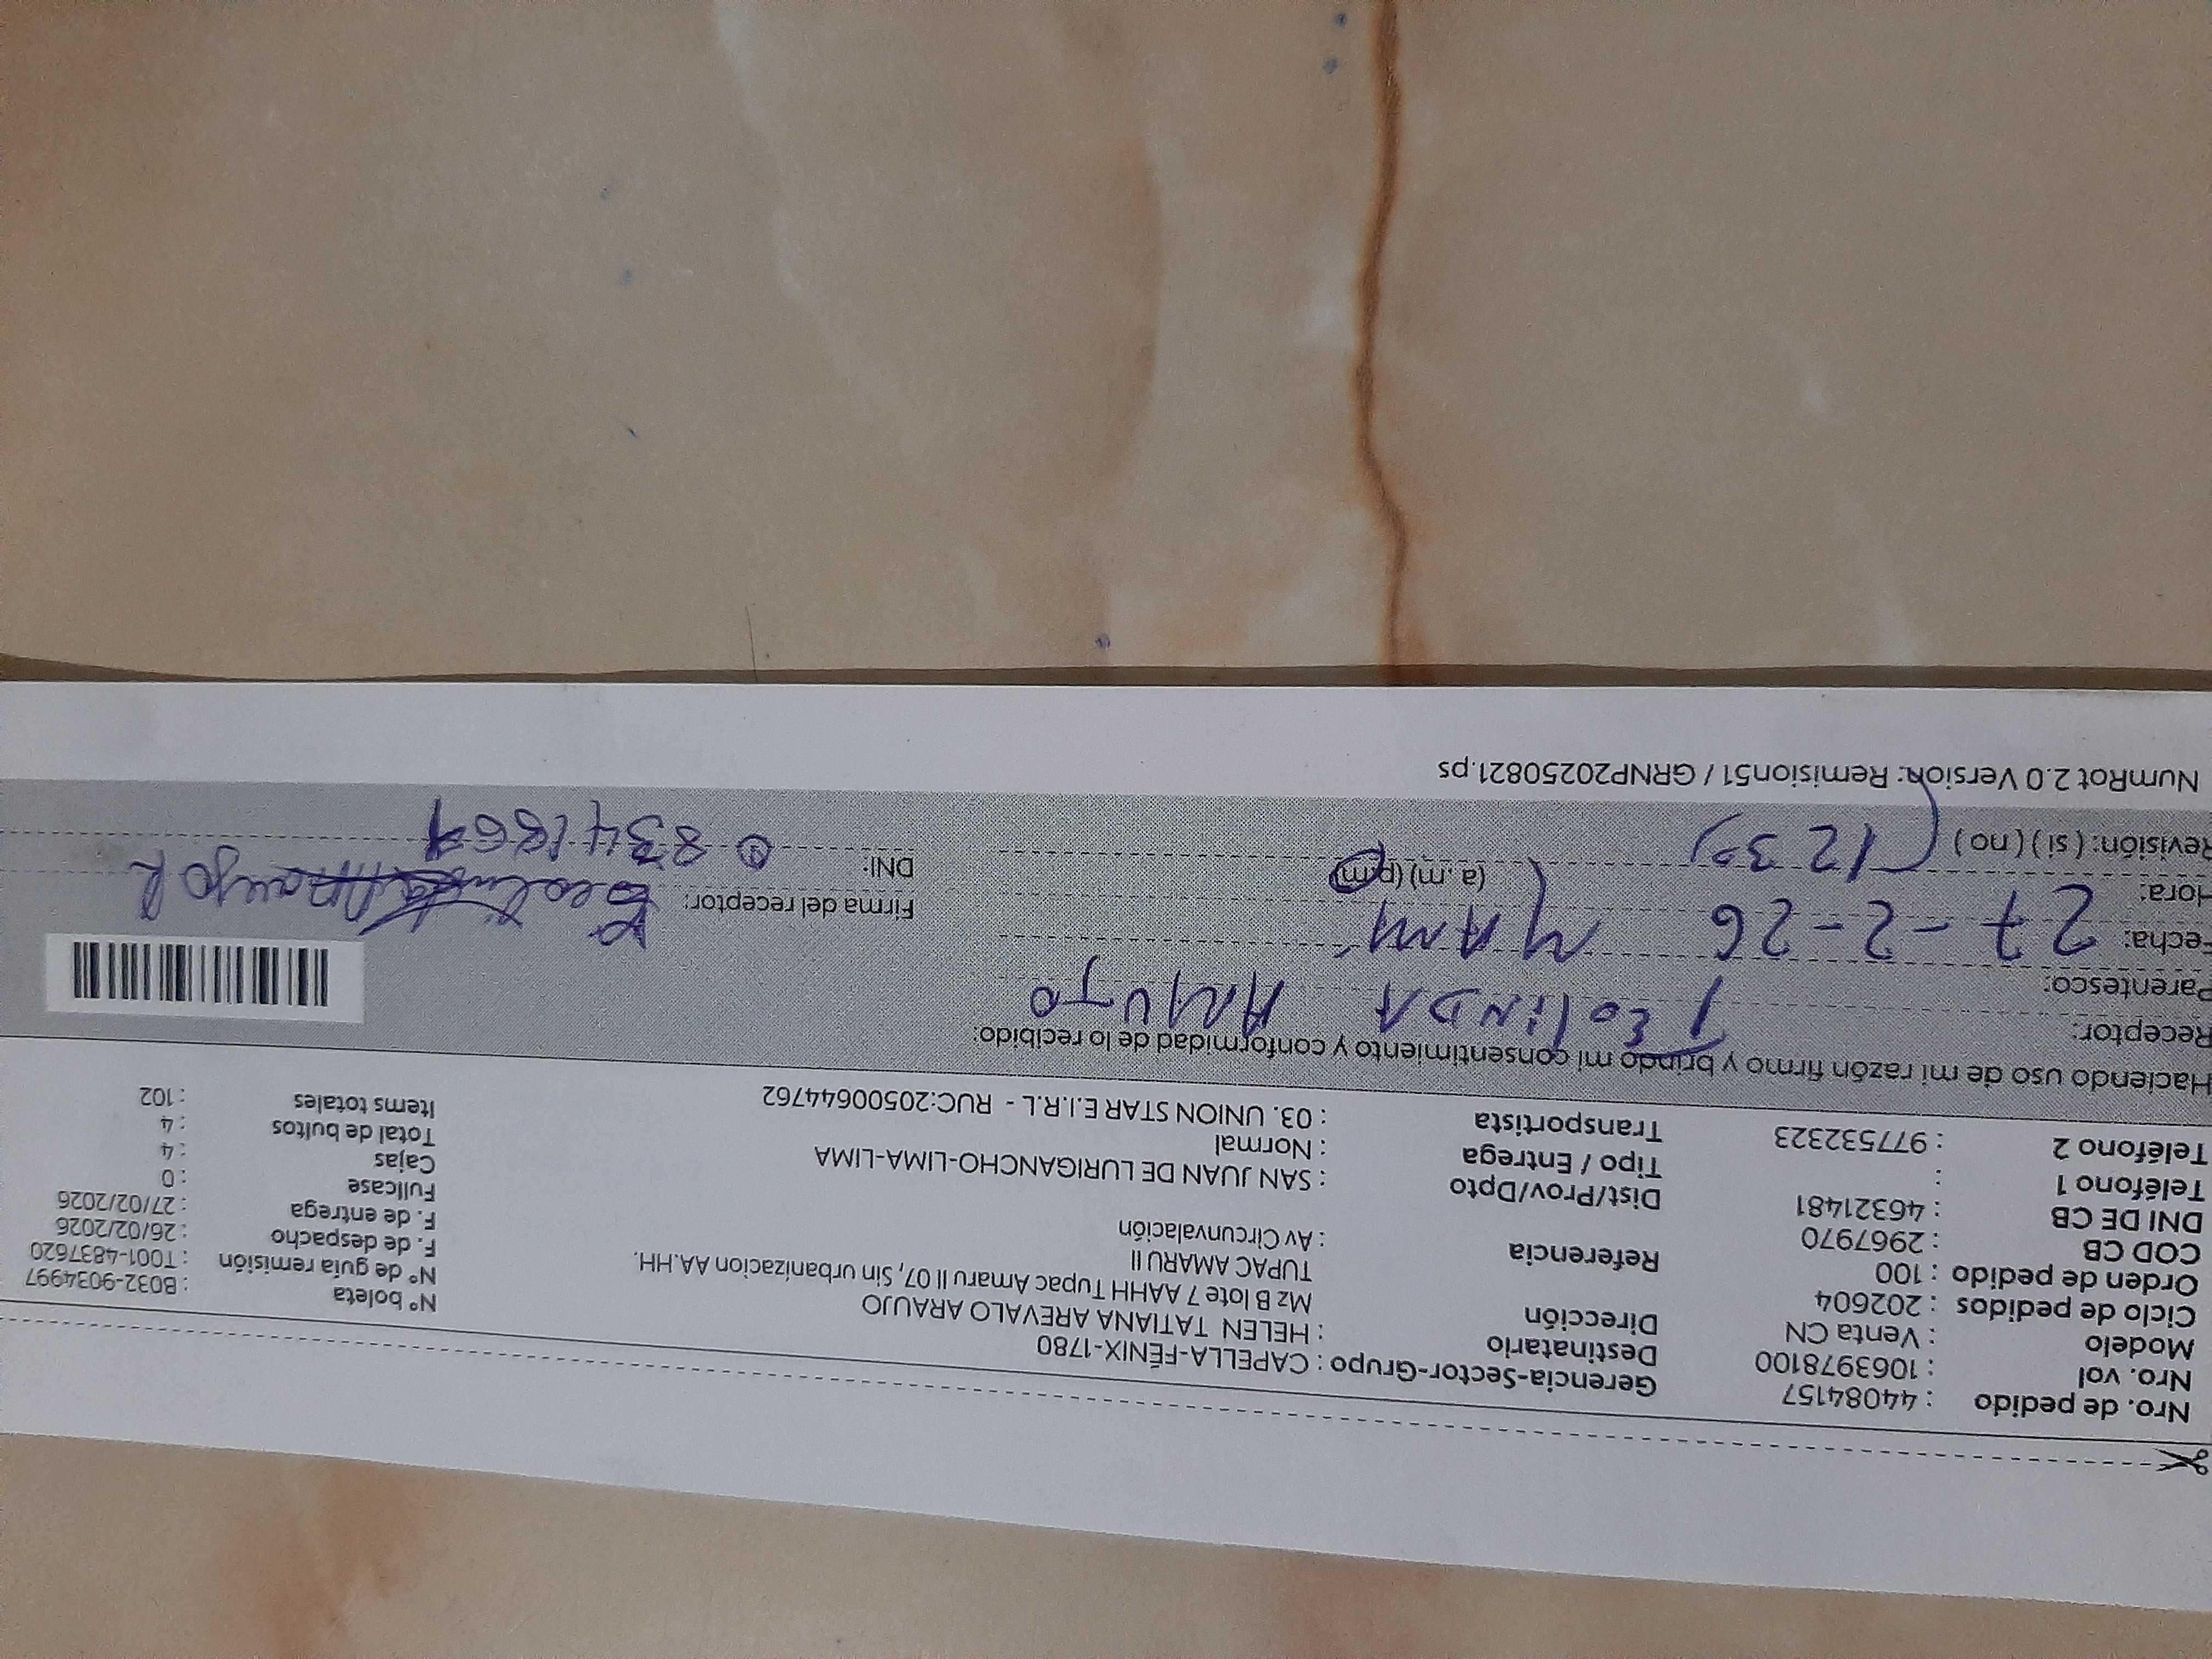 Nro. de pedido : 44084157
Nro. vol : 1063978100
Modelo : Venta CN
Ciclo de pedidos : 202604
Orden de pedido : 100
COD CB : 2967970
DNI DE CB : 46321481
Teléfono 1 :
Teléfono 2 : 977532323
Gerencia-Sector-Grupo : CAPELLA-FÉNIX-1780
Destinatario : HELEN TATIANA AREVALO ARAUJO
Dirección Mz B lote 7 AAHH Tupac Amaru II 07, Sin urbanizacion AA.HH.
TUPAC AMARU II
Referencia : Av Circunvalación
Dist/Prov/Dpto : SAN JUAN DE LURIGANCHO-LIMA-LIMA
Tipo / Entrega : Normal
Transportista : 03. UNION STAR E.I.R.L - RUC:20500644762
N° boleta : B032-9034997
N° de guía remisión : T001-4837620
F. de despacho : 26/02/2026
F. de entrega : 27/02/2026
Fullcase : 0
Cajas : 4
Total de bultos : 4
Items totales : 102
Haciendo uso de mi razón firmo y brindo mi consentimiento y conformidad de lo recibido:
Receptor: TEOLINDA ARAUJO
Parentesco: MAMÁ
Fecha: 27-2-26
Hora: (12 30) (a. m) (p.m)
Revisión: ( si ) ( no )
Firma del receptor: Teolinda Araujo R
DNI:
NumRot 2.0 Version: Remision51 / GRNP20250821.ps